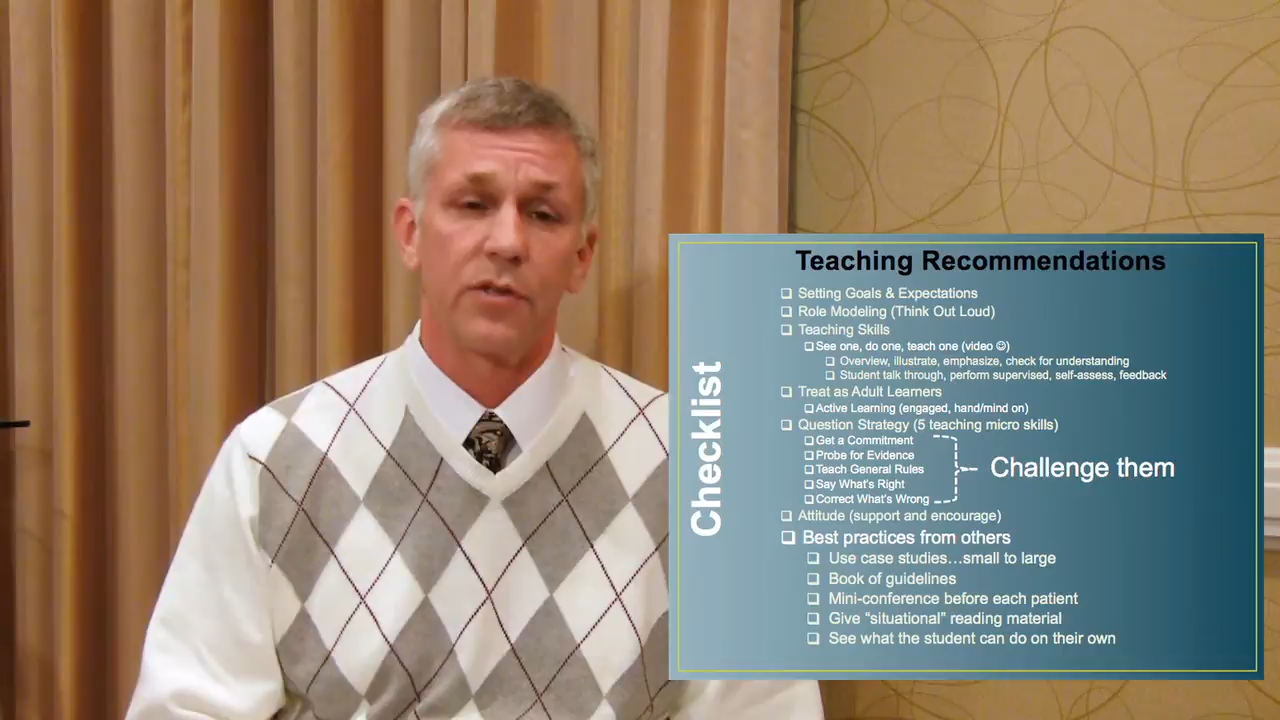 Teaching Recommendations
Checklist
❑ Setting Goals & Expectations
❑ Role Modeling (Think Out Loud)
❑ Teaching Skills
❑ See one, do one, teach one (video ☺)
❑ Overview, illustrate, emphasize, check for understanding
❑ Student talk through, perform supervised, self-assess, feedback
❑ Treat as Adult Learners
❑ Active Learning (engaged, hand/mind on)
❑ Question Strategy (5 teaching micro skills)
❑ Get a Commitment
❑ Probe for Evidence
❑ Teach General Rules
❑ Say What's Right
❑ Correct What's Wrong
Challenge them
❑ Attitude (support and encourage)
❑ Best practices from others
❑ Use case studies…small to large
❑ Book of guidelines
❑ Mini-conference before each patient
❑ Give “situational” reading material
❑ See what the student can do on their own